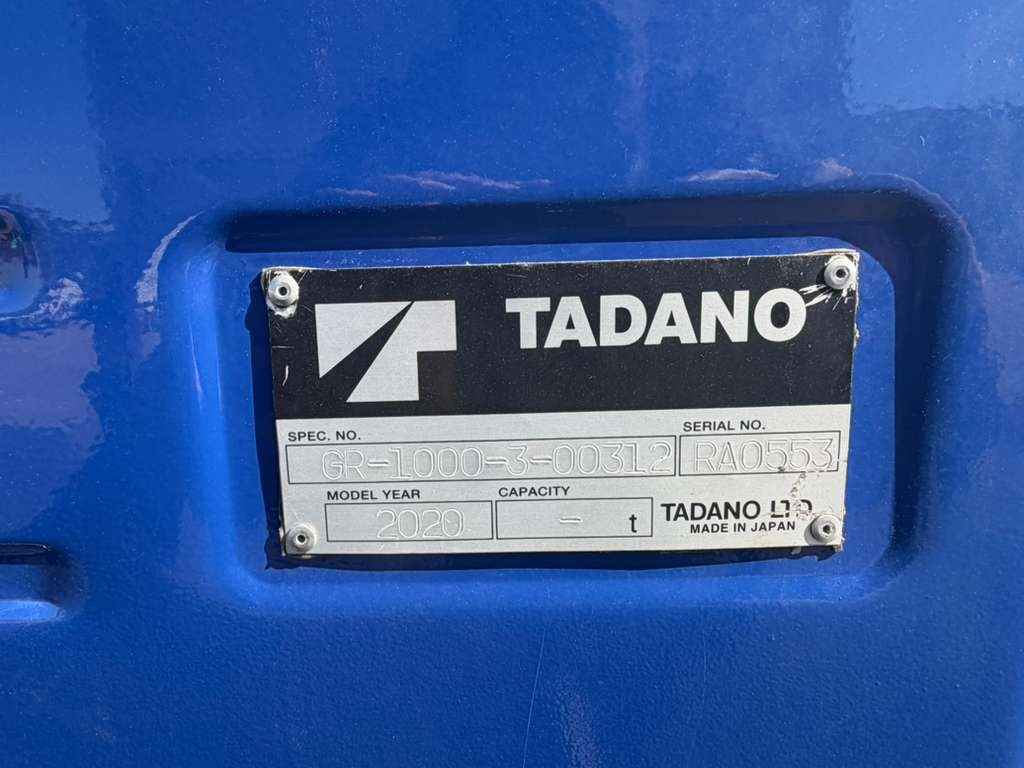 TADANO
SPEC. NO.
GR-1000-3-00312
SERIAL NO.
RA0553
MODEL YEAR
2020
CAPACITY
- t
TADANO LTD.
MADE IN JAPAN